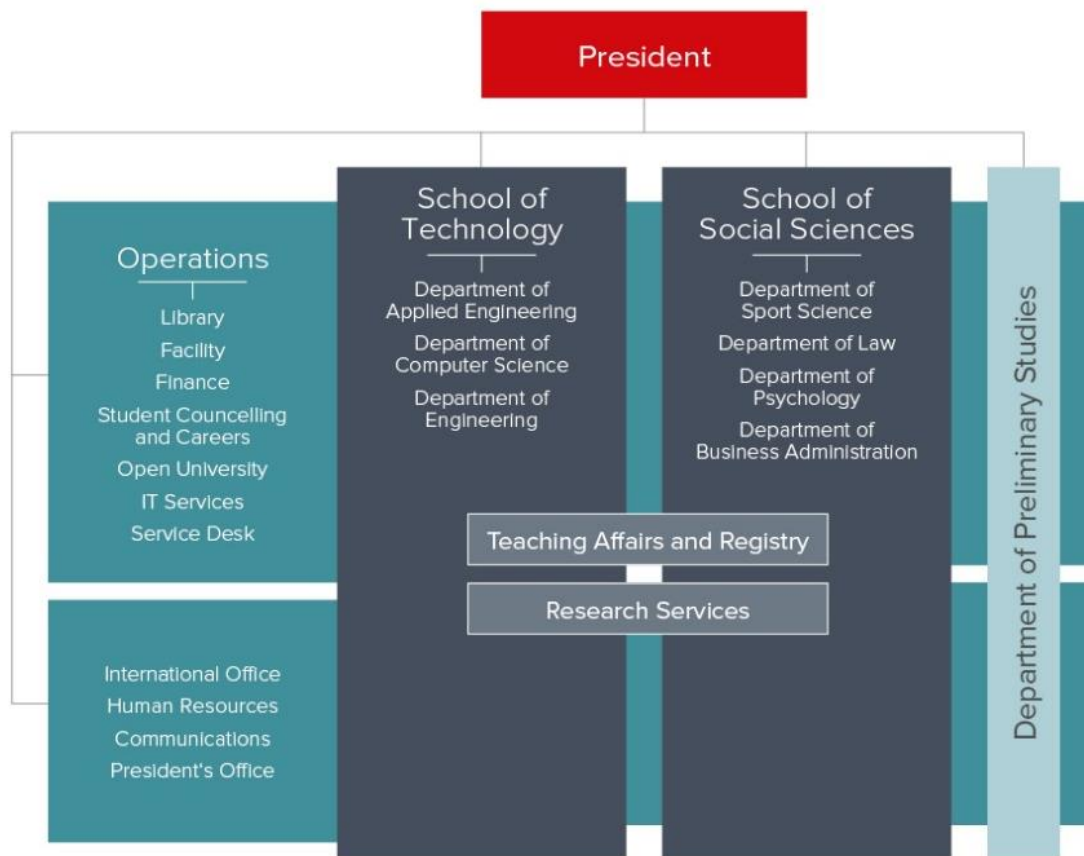 President
Operations
Library
Facility
Finance
Student Councelling
and Careers
Open University
IT Services
Service Desk
International Office
Human Resources
Communications
President's Office
School of
Technology
Department of
Applied Engineering
Department of
Computer Science
Department of
Engineering
School of
Social Sciences
Department of
Sport Science
Department of Law
Department of
Psychology
Department of
Business Administration
Teaching Affairs and Registry
Research Services
Department of Preliminary Studies